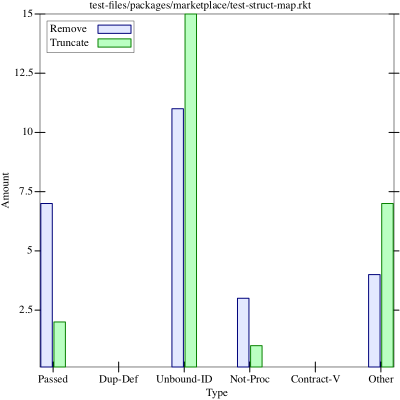 test-files/packages/marketplace/test-struct-map.rkt
15
Remove
Truncate
12.5
10
7.5
5
2.5
Amount
Passed Dup-Def Unbound-ID Not-Proc Contract-V Other
Type